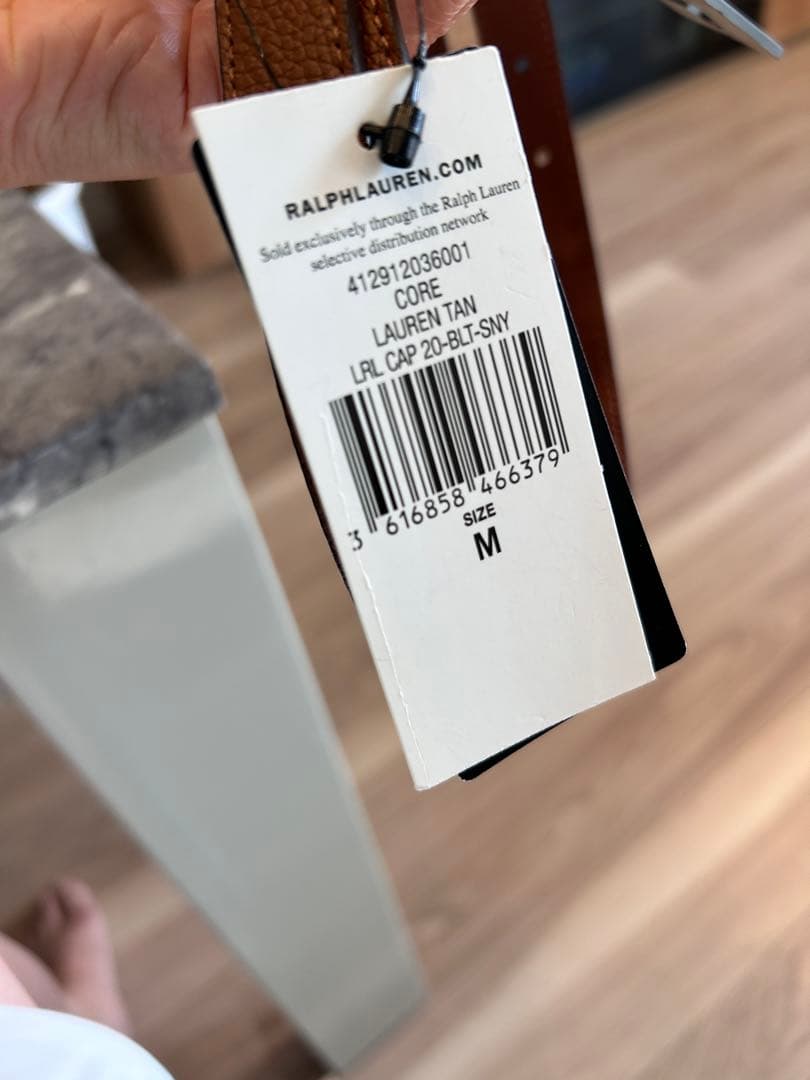 RALPHLAUREN.COM
Sold exclusively through the Ralph Lauren
selective distribution network
412912036001
CORE
LAUREN TAN
LRL CAP 20-BLT-SNY
3 616858 466379
SIZE
M